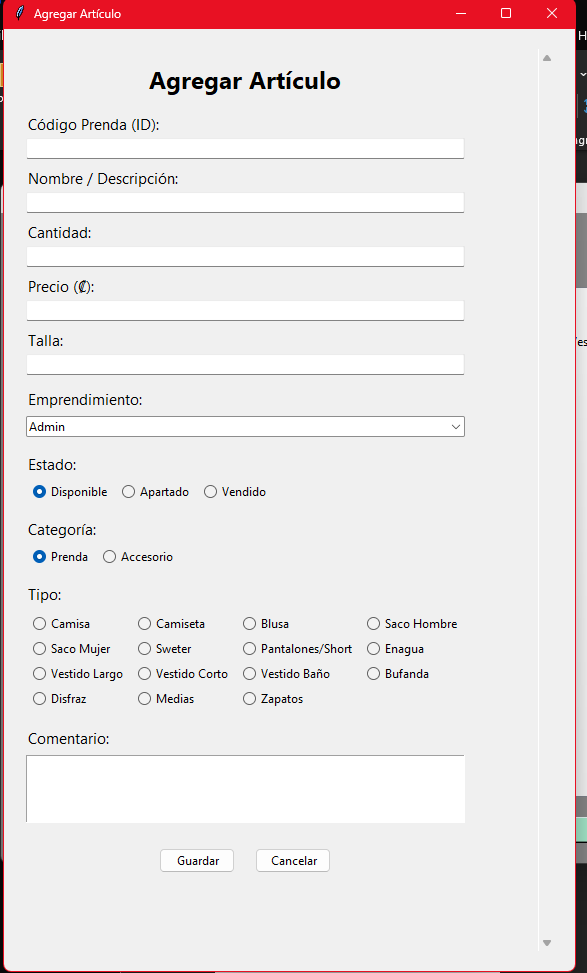 Agregar Artículo
Agregar Artículo
Código Prenda (ID):
Nombre / Descripción:
Cantidad:
Precio (₡):
Talla:
Emprendimiento:
Admin
Estado:
Disponible Apartado Vendido
Categoría:
Prenda Accesorio
Tipo:
Camisa Camiseta Blusa Saco Hombre
Saco Mujer Sweter Pantalones/Short Enagua
Vestido Largo Vestido Corto Vestido Baño Bufanda
Disfraz Medias Zapatos
Comentario:
Guardar Cancelar